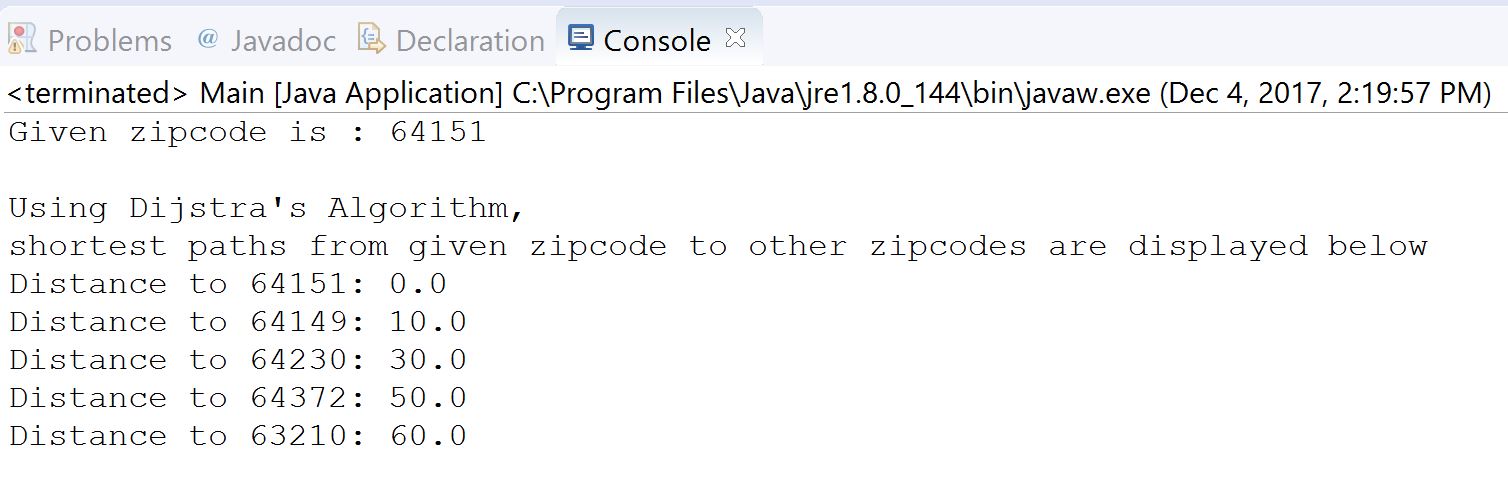 Problems @ Javadoc Declaration Console
<terminated> Main [Java Application] C:\Program Files\Java\jre1.8.0_144\bin\javaw.exe (Dec 4, 2017, 2:19:57 PM)
Given zipcode is : 64151
Using Dijstra's Algorithm,
shortest paths from given zipcode to other zipcodes are displayed below
Distance to 64151: 0.0
Distance to 64149: 10.0
Distance to 64230: 30.0
Distance to 64372: 50.0
Distance to 63210: 60.0